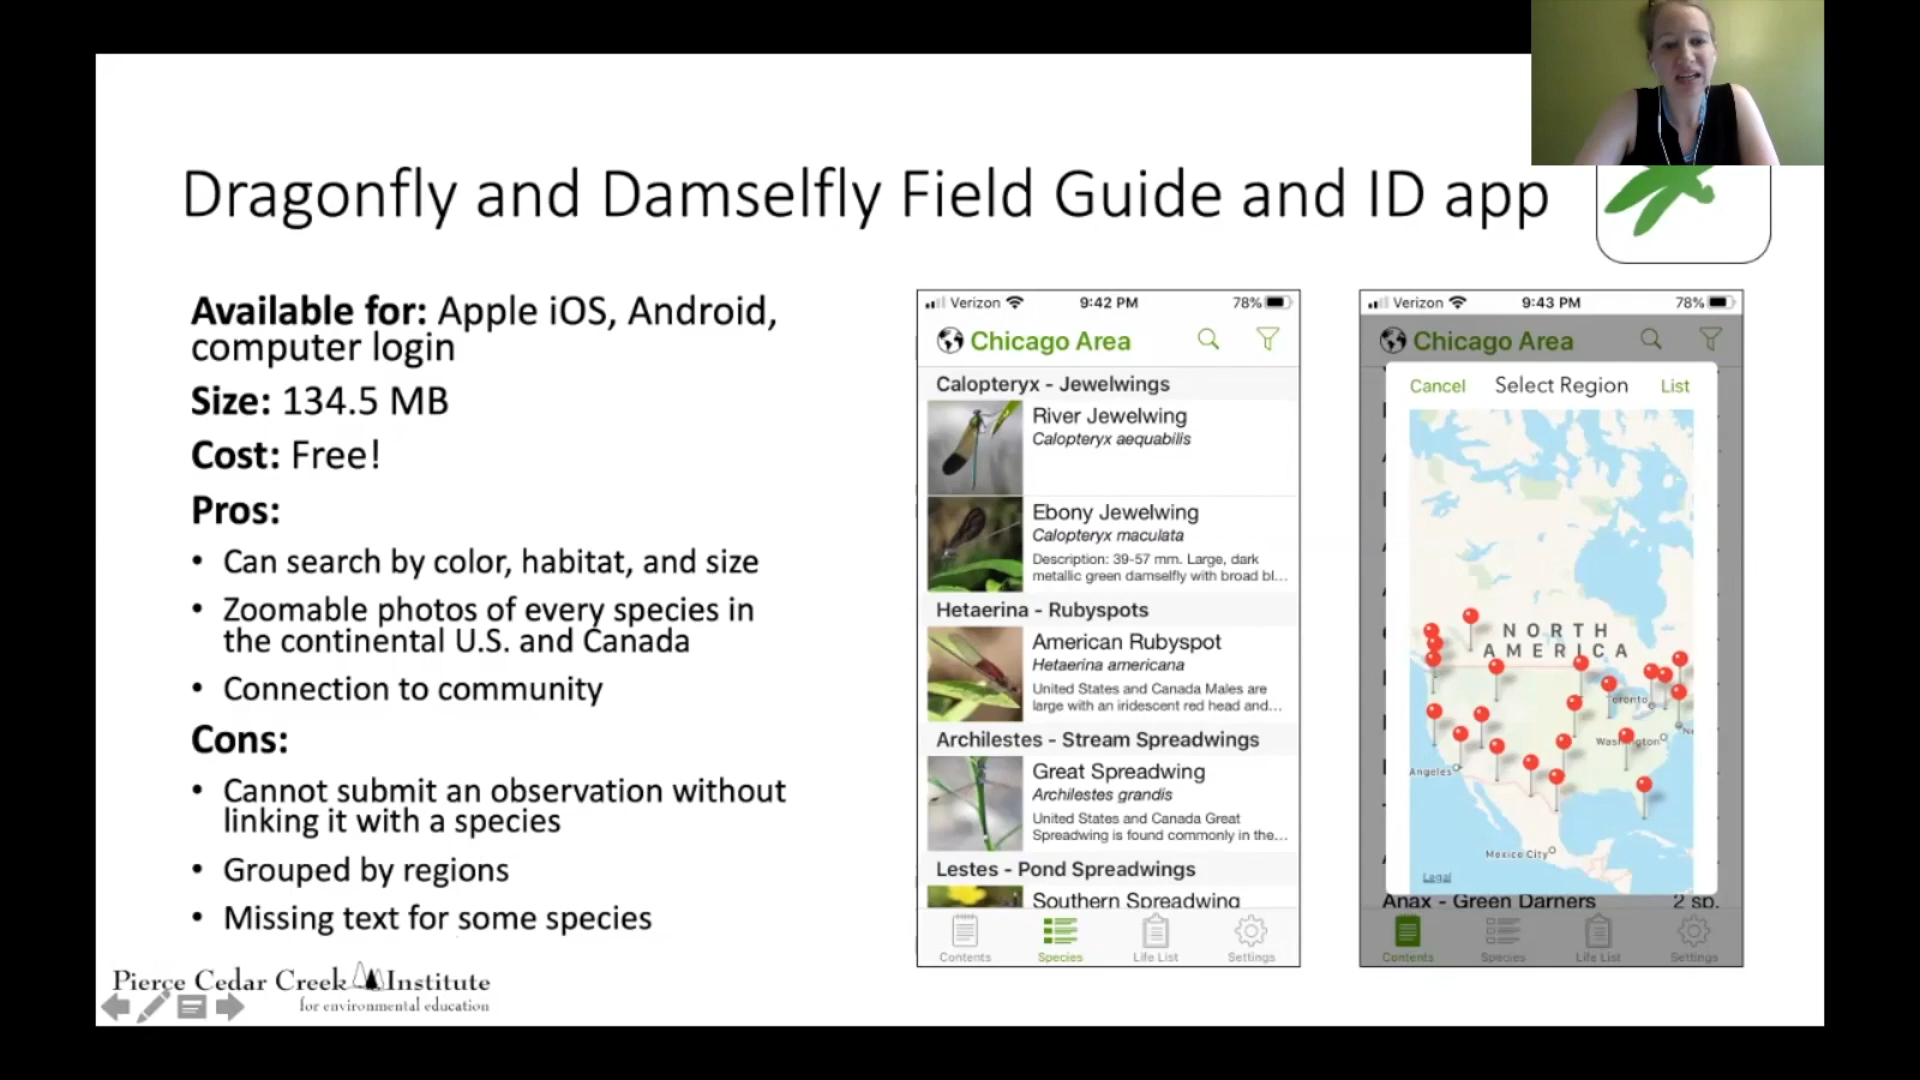 Dragonfly and Damselfly Field Guide and ID app
Available for: Apple iOS, Android,
computer login
Size: 134.5 MB
Cost: Free!
Pros:
• Can search by color, habitat, and size
• Zoomable photos of every species in
the continental U.S. and Canada
• Connection to community
Cons:
• Cannot submit an observation without
linking it with a species
• Grouped by regions
• Missing text for some species
Pierce Cedar Creek Institute
for environmental education
Verizon 9:42 PM 78%
Chicago Area
Calopteryx - Jewelwings
River Jewelwing
Calopteryx aequabilis
Ebony Jewelwing
Calopteryx maculata
Description: 39-57 mm. Large, dark
metallic green damselfly with broad bl...
Hetaerina - Rubyspots
American Rubyspot
Hetaerina americana
United States and Canada Males are
large with an iridescent red head and...
Archilestes - Stream Spreadwings
Great Spreadwing
Archilestes grandis
United States and Canada Great
Spreadwing is found commonly in the...
Lestes - Pond Spreadwings
Southern Spreadwing
Contents Species Life List Settings
Verizon 9:43 PM 78%
Chicago Area
Cancel Select Region List
NORTH
AMERICA
Toronto
Washington
Angeles
Mexico City
Legal
Anax - Green Darners 2 sp.
Contents Species Life List Settings